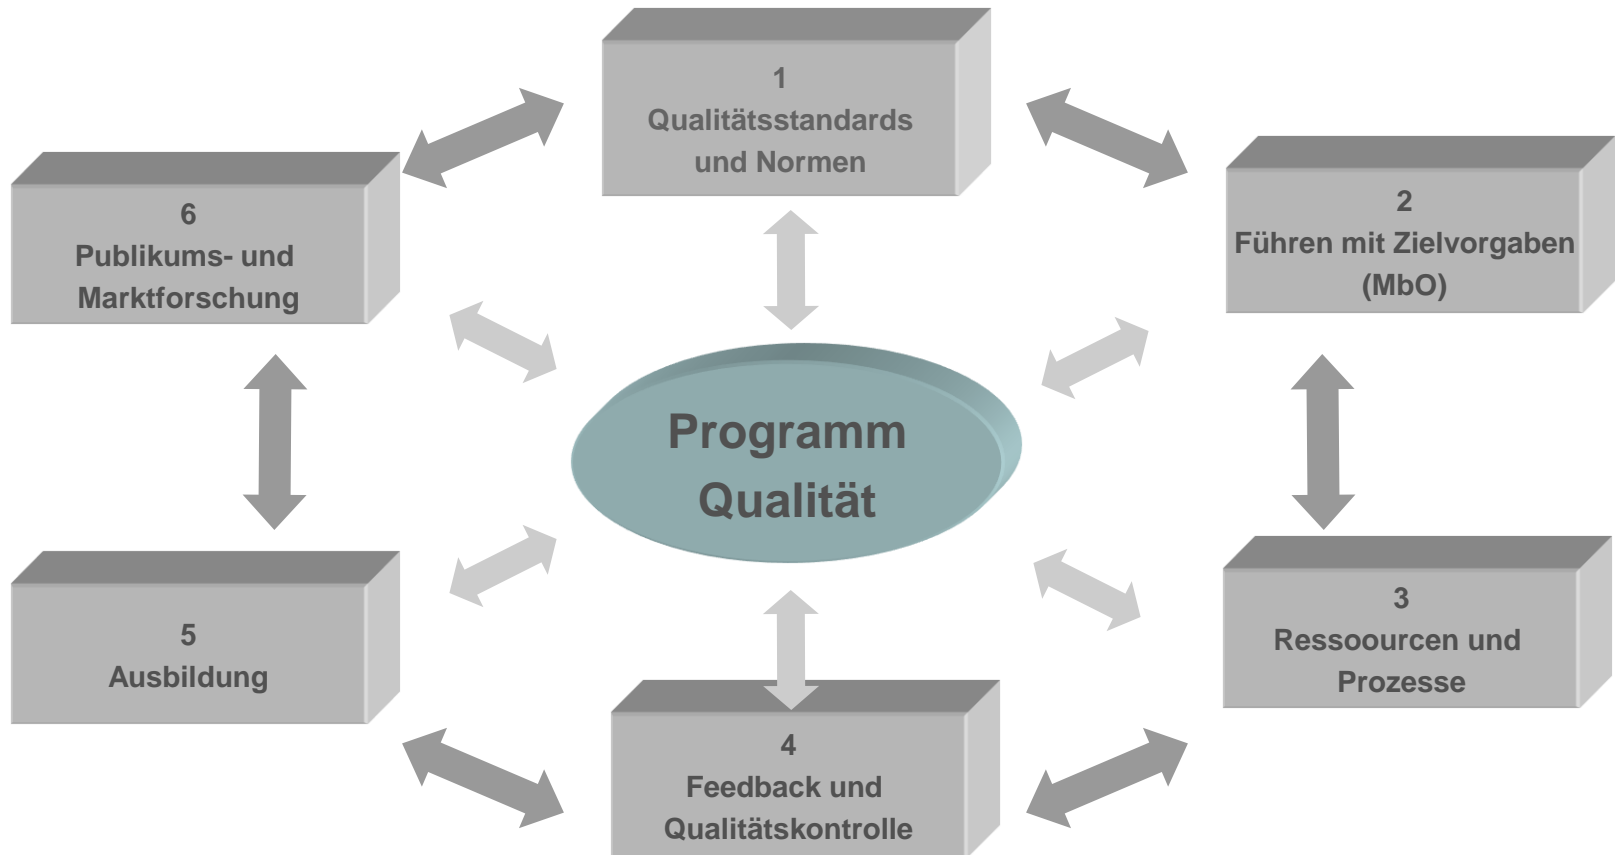 1
Qualitätsstandards
und Normen
2
Führen mit Zielvorgaben
(MbO)
3
Ressoourcen und
Prozesse
4
Feedback und
Qualitätskontrolle
5
Ausbildung
6
Publikums- und
Marktforschung
Programm
Qualität